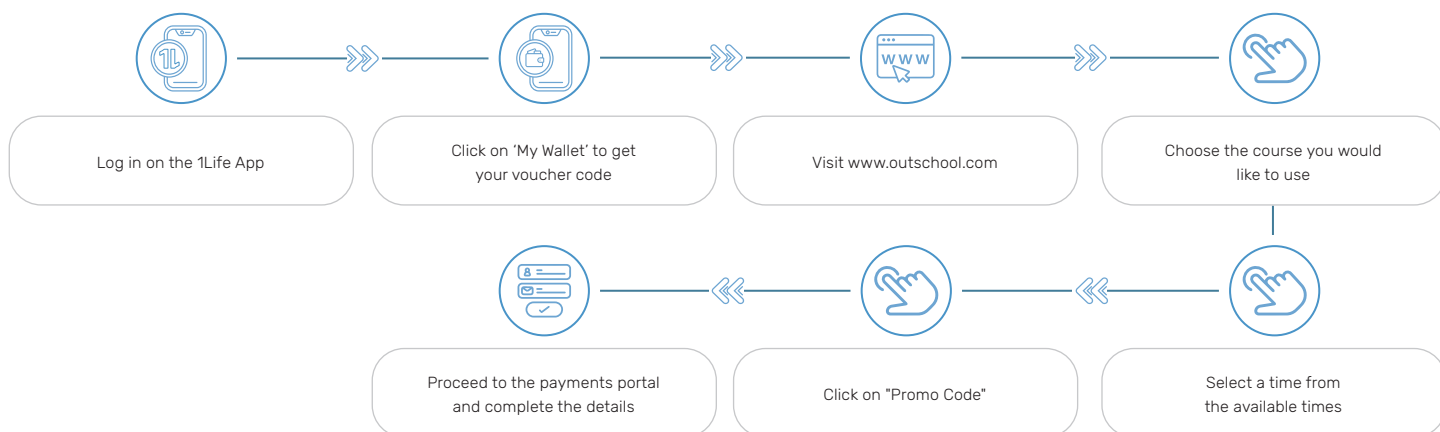 1L
WWW
Log in on the 1Life App
Click on ‘My Wallet’ to get
your voucher code
Visit www.outschool.com
Choose the course you would
like to use
Select a time from
the available times
Click on "Promo Code"
Proceed to the payments portal
and complete the details